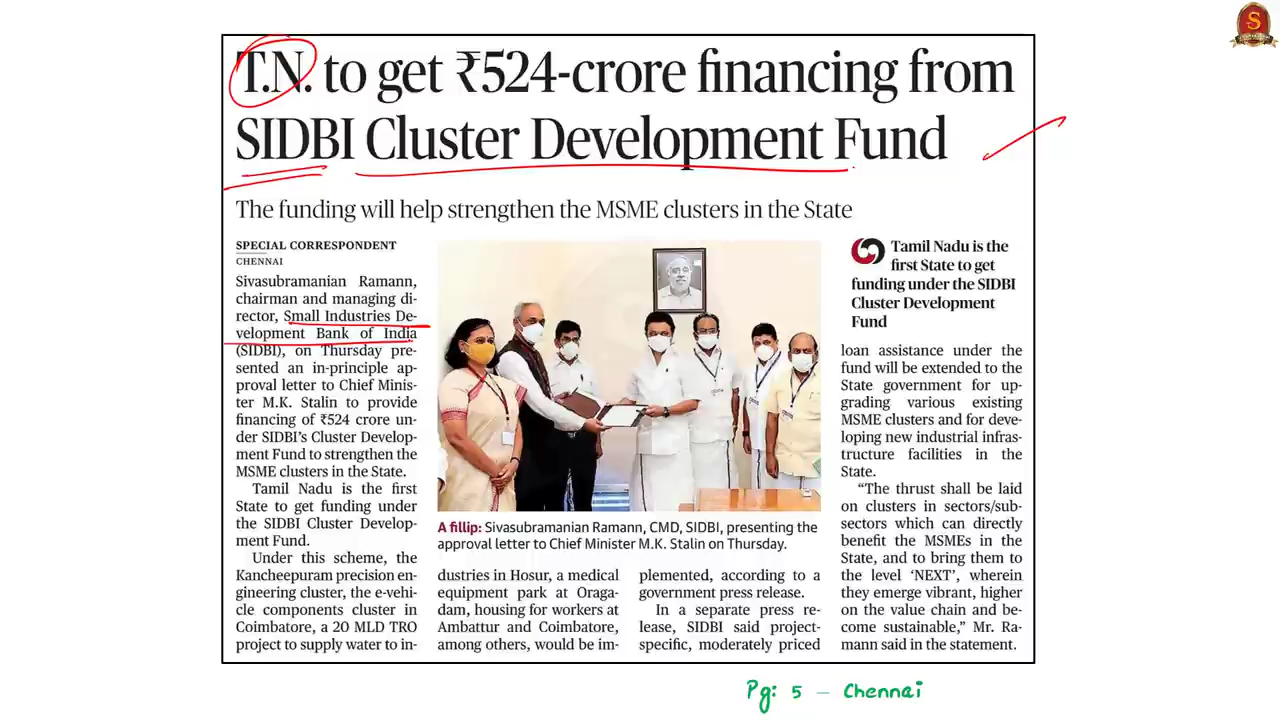 T.N. to get ₹524-crore financing from
SIDBI Cluster Development Fund
The funding will help strengthen the MSME clusters in the State
SPECIAL CORRESPONDENT
CHENNAI
Sivasubramanian Ramann,
chairman and managing di-
rector, Small Industries De-
velopment Bank of India
(SIDBI), on Thursday pre-
sented an in-principle ap-
proval letter to Chief Minis-
ter M.K. Stalin to provide
financing of ₹524 crore un-
der SIDBI's Cluster Develop-
ment Fund to strengthen the
MSME clusters in the State.
Tamil Nadu is the first
State to get funding under
the SIDBI Cluster Develop-
ment Fund.
Under this scheme, the
Kancheepuram precision en-
gineering cluster, the e-vehi-
cle components cluster in
Coimbatore, a 20 MLD TRO
project to supply water to in-
A fillip: Sivasubramanian Ramann, CMD, SIDBI, presenting the
approval letter to Chief Minister M.K. Stalin on Thursday.
dustries in Hosur, a medical
equipment park at Oraga-
dam, housing for workers at
Ambattur and Coimbatore,
among others, would be im-
plemented, according to a
government press release.
In a separate press re-
lease, SIDBI said project-
specific, moderately priced
Tamil Nadu is the
first State to get
funding under the SIDBI
Cluster Development
Fund
loan assistance under the
fund will be extended to the
State government for up-
grading various existing
MSME clusters and for deve-
loping new industrial infras-
tructure facilities in the
State.
"The thrust shall be laid
on clusters in sectors/sub-
sectors which can directly
benefit the MSMEs in the
State, and to bring them to
the level 'NEXT', wherein
they emerge vibrant, higher
on the value chain and be-
come sustainable," Mr. Ra-
mann said in the statement.
Pg: 5 – Chennai
S